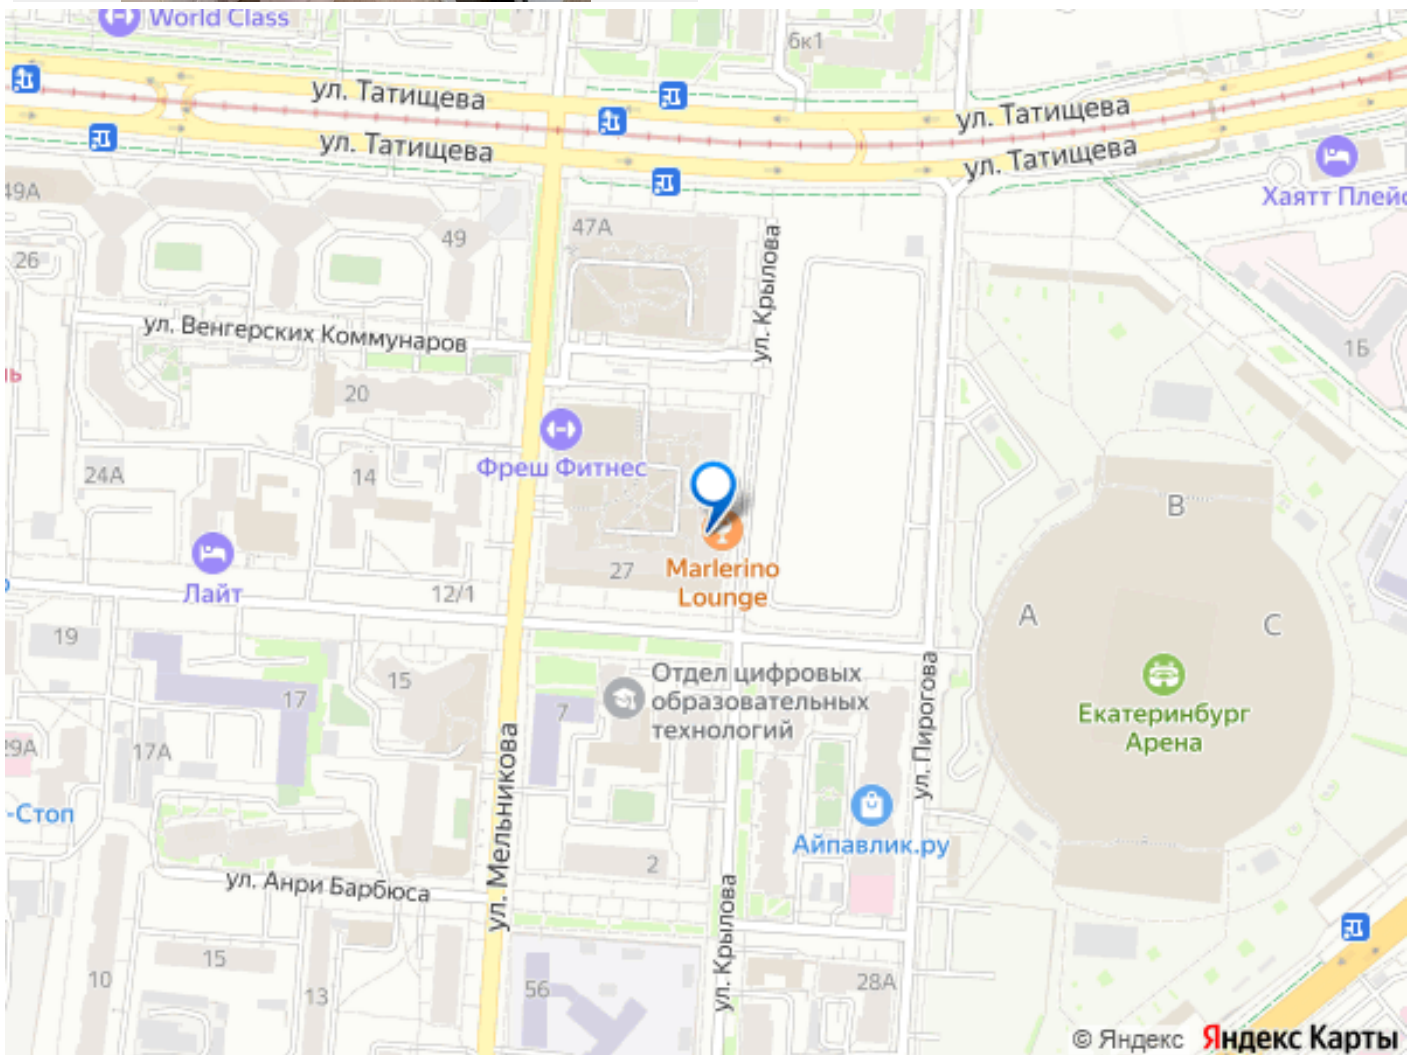 World Class
6к1
ул. Татищева
ул. Татищева
ул. Татищева
ул. Татищева
Хаятт Плейс
49А
49
47А
26
ул. Крылова
ул. Венгерских Коммунаров
1Б
20
Фреш Фитнес
24А
14
B
Marlerino
Lounge
27
Лайт
12/1
A
C
19
15
17
7
Отдел цифровых
образовательных
технологий
Екатеринбург
Арена
29А
17А
ул. Пирогова
ул. Мельникова
-Стоп
Айпавлик.ру
2
ул. Анри Барбюса
ул. Крылова
15
10
13
56
28А
© Яндекс Яндекс Карты